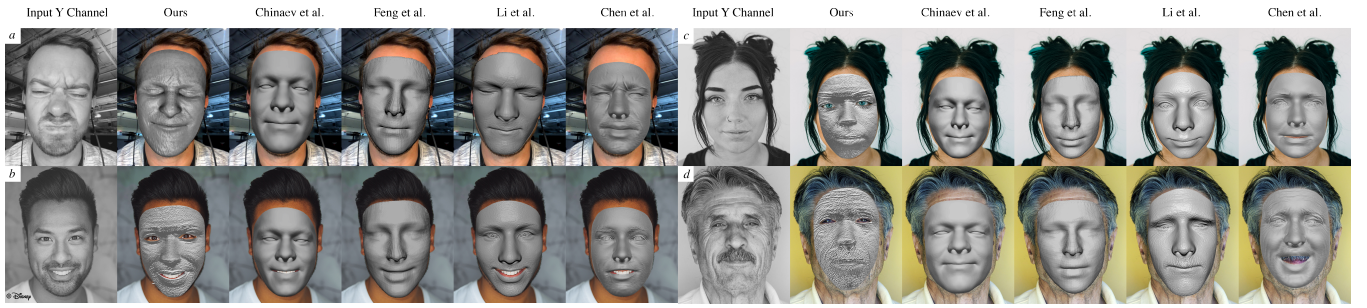 Input Y Channel Ours Chinaev et al. Feng et al. Li et al. Chen et al. Input Y Channel Ours Chinaev et al. Feng et al. Li et al. Chen et al.
a c
b d
© Disney